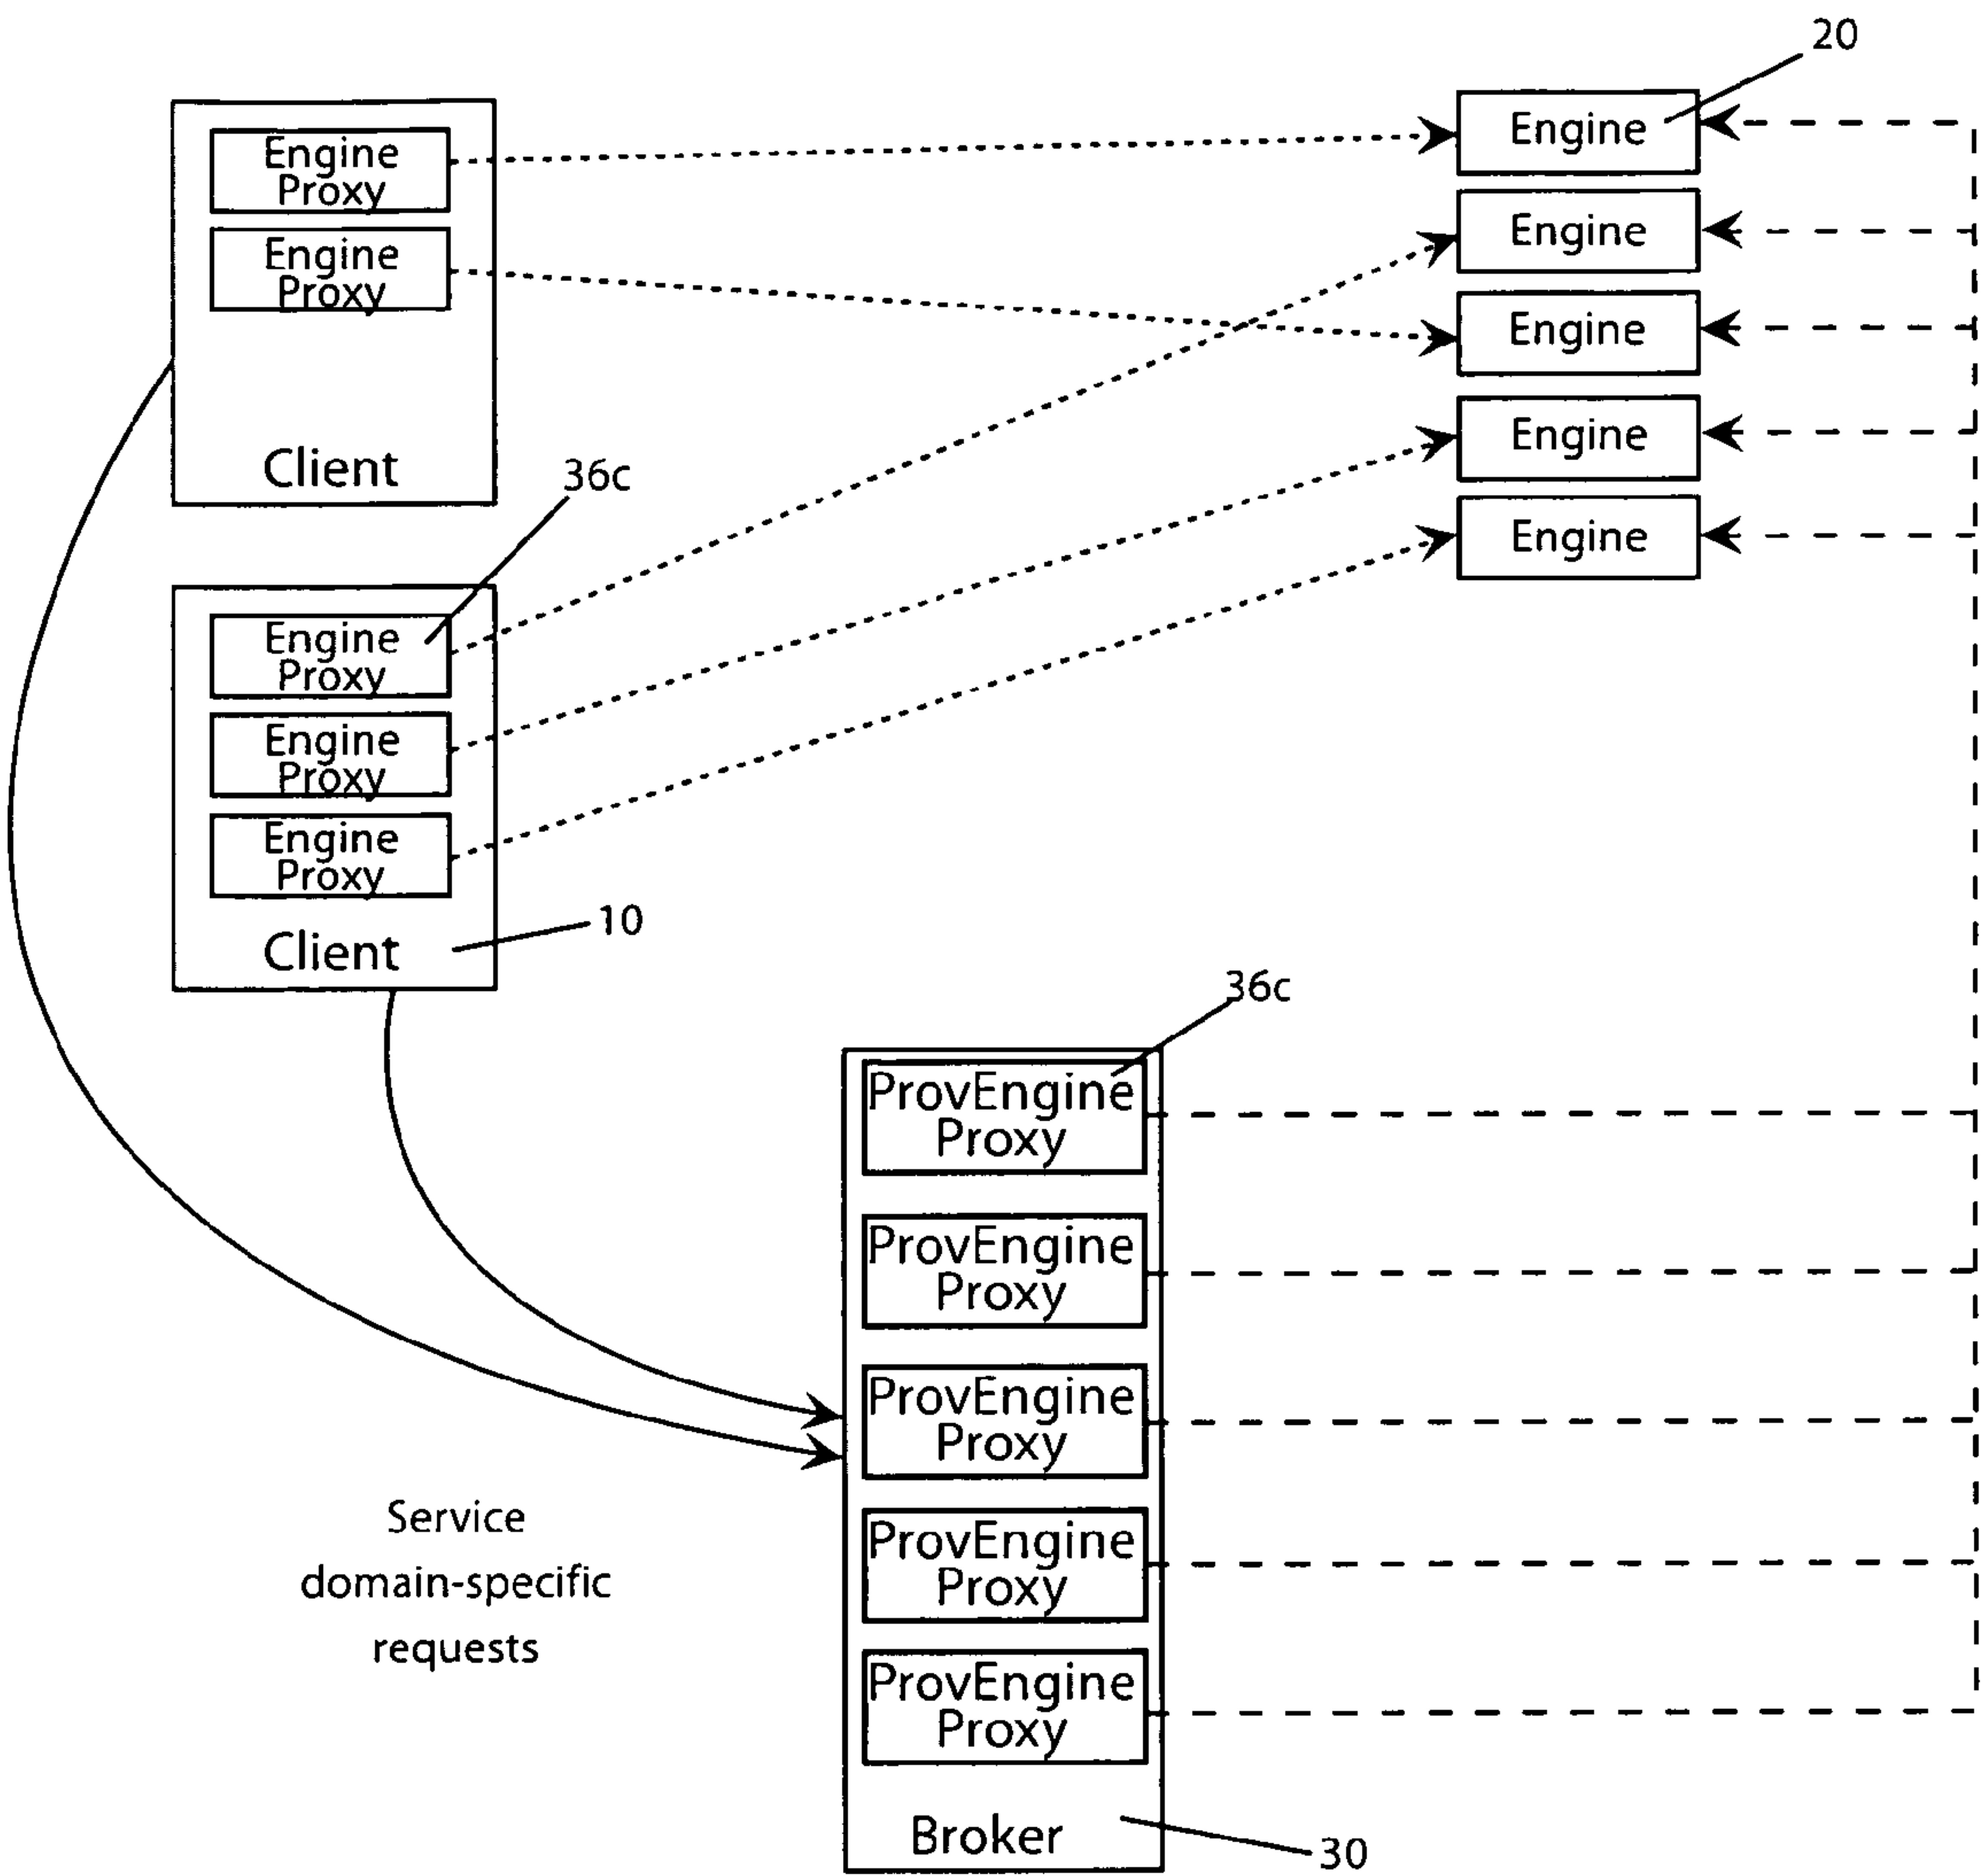 20
Engine
Proxy
Engine
Proxy
Client
Engine
Engine
Engine
Engine
Engine
36c
Engine
Proxy
Engine
Proxy
Engine
Proxy
Client
10
36c
ProvEngine
Proxy
ProvEngine
Proxy
ProvEngine
Proxy
ProvEngine
Proxy
ProvEngine
Proxy
Broker
30
Service
domain-specific
requests